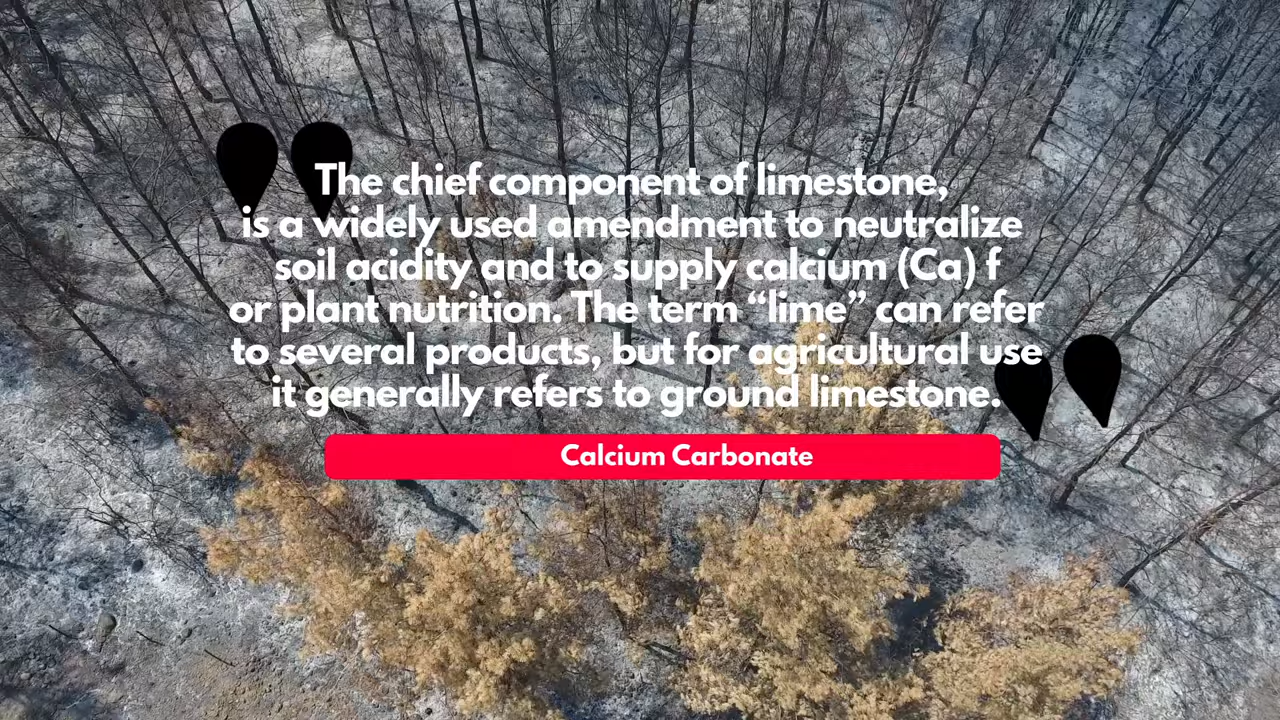 The chief component of limestone,
is a widely used amendment to neutralize
soil acidity and to supply calcium (Ca) f
or plant nutrition. The term “lime” can refer
to several products, but for agricultural use
it generally refers to ground limestone.
Calcium Carbonate